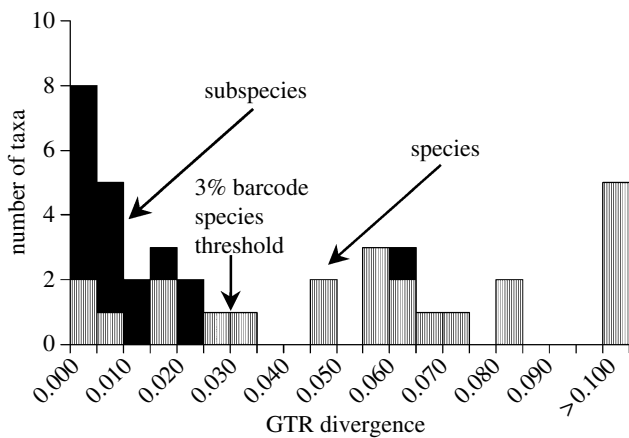 10
8
6
4
2
0
number of taxa
subspecies
species
3% barcode
species
threshold
0.000
0.010
0.020
0.030
0.040
0.050
0.060
0.070
0.080
0.090
> 0.100
GTR divergence